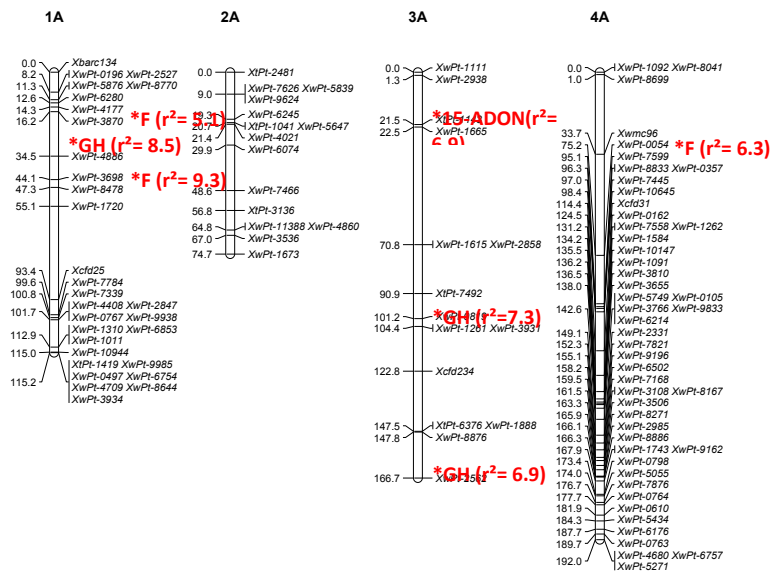 1A
0.0 Xbarc134
8.2 XwPt-0196 XwPt-2527
11.3 XwPt-5876 XwPt-8770
12.6 XwPt-6280
14.3 XwPt-4177
16.2 XwPt-3870
*F (r²= 5.1)
*GH (r²= 8.5)
34.5 XwPt-4886
44.1 XwPt-3698
*F (r²= 9.3)
47.3 XwPt-8478
55.1 XwPt-1720
93.4 Xcfd25
99.6 XwPt-7784
100.8 XwPt-7339
101.7 XwPt-4408 XwPt-2847
XwPt-0767 XwPt-9938
112.9 XwPt-1310 XwPt-6853
XwPt-1011
115.0 XwPt-10944
115.2 XtPt-1419 XwPt-9985
XwPt-0497 XwPt-6754
XwPt-4709 XwPt-8644
XwPt-3934
2A
0.0 XtPt-2481
9.0 XwPt-7626 XwPt-5839
XwPt-9624
19.3 XwPt-6245
20.7 XtPt-1041 XwPt-5647
21.4 XwPt-4021
29.9 XwPt-6074
48.6 XwPt-7466
56.8 XtPt-3136
64.8 XwPt-11388 XwPt-4860
67.0 XwPt-3536
74.7 XwPt-1673
3A
0.0 XwPt-1111
1.3 XwPt-2938
21.5
*15-ADON(r²=
6.9)
22.5 XwPt-1665
70.8 XwPt-1615 XwPt-2858
90.9 XtPt-7492
101.2
*GH (r²=7.3)
104.4 XwPt-1261 XwPt-3931
122.8 Xcfd234
147.5 XtPt-6376 XwPt-1888
147.8 XwPt-8876
*GH (r²= 6.9)
166.7 XwPt-2562
4A
0.0 XwPt-1092 XwPt-8041
1.0 XwPt-8699
33.7 Xwmc96
75.2 XwPt-0054
*F (r²= 6.3)
95.1 XwPt-7599
96.3 XwPt-8833 XwPt-0357
97.0 XwPt-7445
98.4 XwPt-10645
114.4 Xcfd31
124.5 XwPt-0162
131.2 XwPt-7558 XwPt-1262
134.2 XwPt-1584
135.5 XwPt-10147
136.2 XwPt-1091
136.5 XwPt-3810
138.0 XwPt-3655
142.6 XwPt-5749 XwPt-0105
XwPt-3766 XwPt-9833
XwPt-6214
149.1 XwPt-2331
152.3 XwPt-7821
155.1 XwPt-9196
158.2 XwPt-6502
159.5 XwPt-7168
161.5 XwPt-3108 XwPt-8167
163.3 XwPt-3506
165.9 XwPt-8271
166.1 XwPt-2985
166.3 XwPt-8886
167.9 XwPt-1743 XwPt-9162
173.4 XwPt-0798
174.0 XwPt-5055
176.7 XwPt-7876
177.7 XwPt-0764
181.9 XwPt-0610
184.3 XwPt-5434
187.7 XwPt-6176
189.7 XwPt-0763
192.0 XwPt-4680 XwPt-6757
XwPt-5271